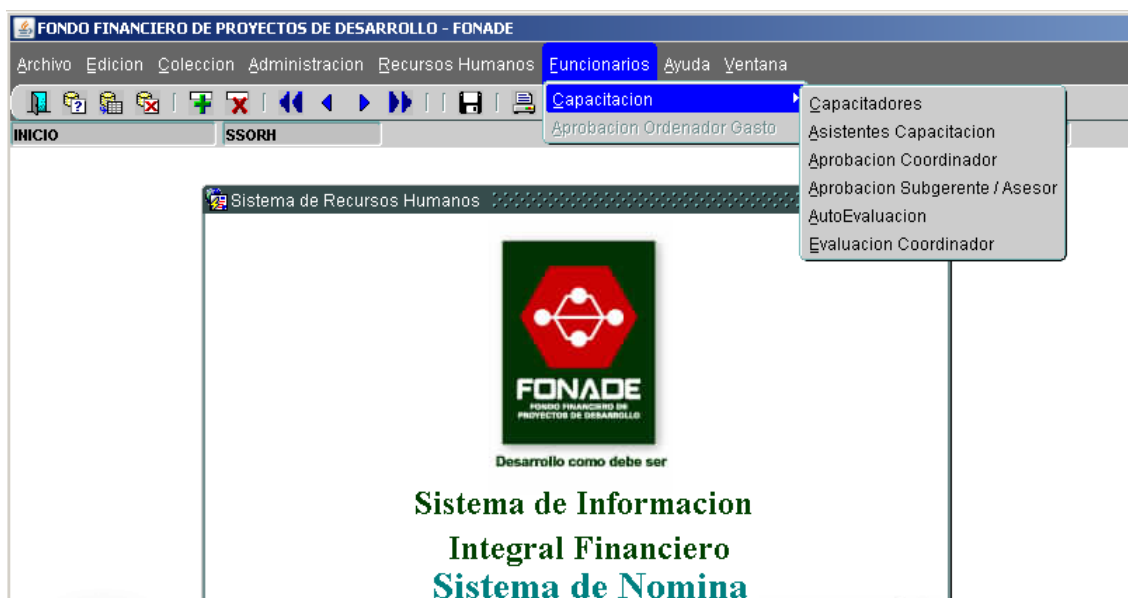 FONDO FINANCIERO DE PROYECTOS DE DESARROLLO - FONADE
Archivo Edicion Coleccion Administracion Recursos Humanos Funcionarios Ayuda Ventana
Capacitacion
Aprobacion Ordenador Gasto
Capacitadores
Asistentes Capacitacion
Aprobacion Coordinador
Aprobacion Subgerente / Asesor
AutoEvaluacion
Evaluacion Coordinador
INICIO SSORH
Sistema de Recursos Humanos
FONADE
FONDO FINANCIERO DE
PROYECTOS DE DESARROLLO
Desarrollo como debe ser
Sistema de Informacion
Integral Financiero
Sistema de Nomina